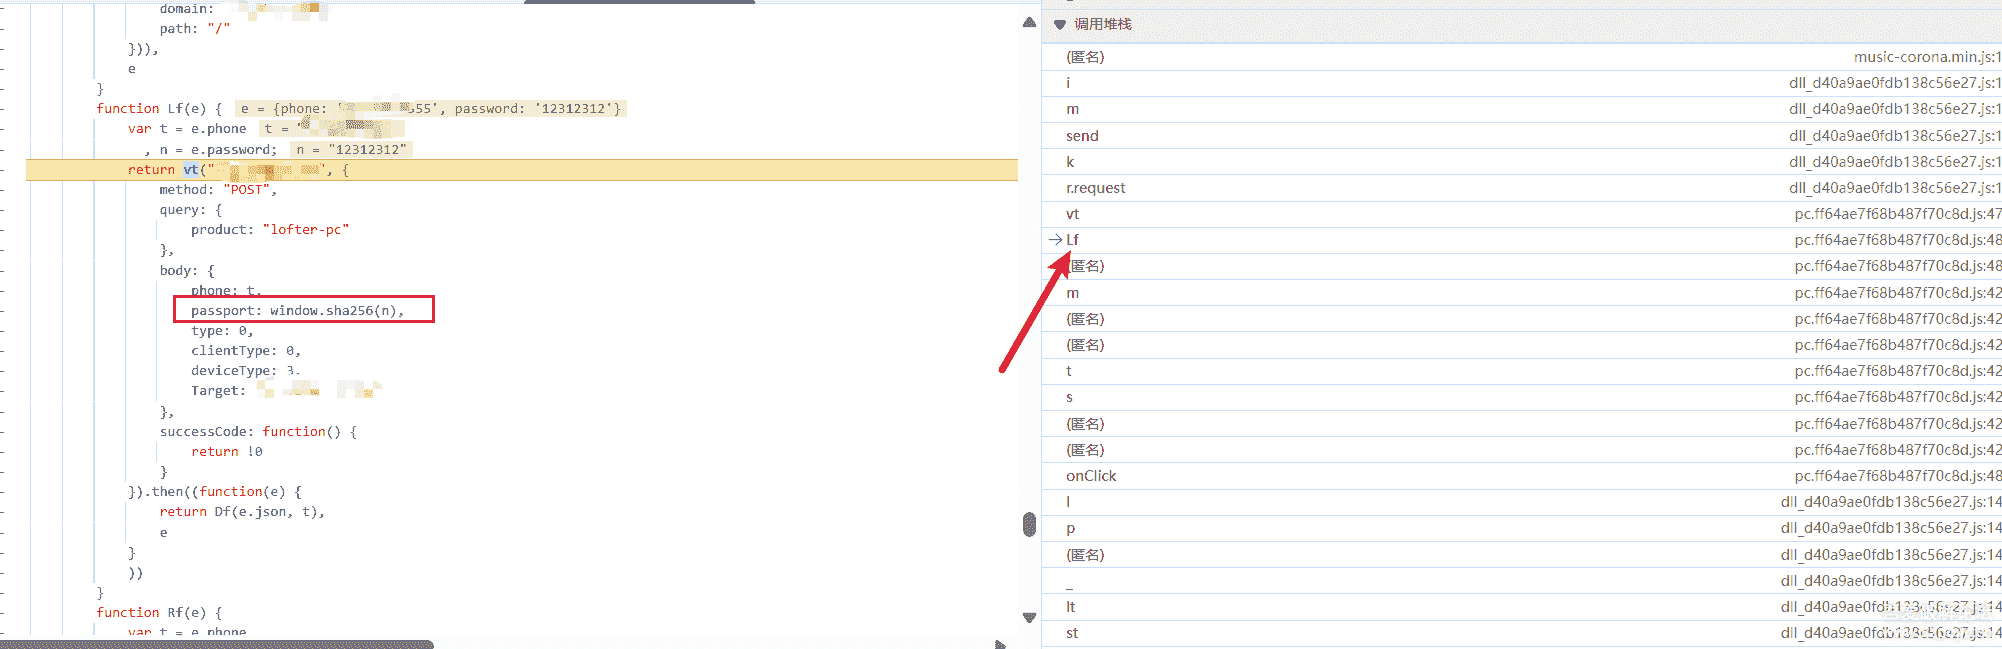 domain:
path: "/"
})),
e
}
function Lf(e) { e = {phone: '555', password: '12312312'}
var t = e.phone t = "
, n = e.password; n = "12312312"
return vt("", {
method: "POST",
query: {
product: "lofter-pc"
},
body: {
phone: t,
passport: window.sha256(n),
type: 0,
clientType: 0,
deviceType: 3,
Target:
},
successCode: function() {
return !0
}
}).then((function(e) {
return Df(e.json, t),
e
}
))
}
function Rf(e) {
var t = e.phone
调用堆栈
(匿名) music-corona.min.js:1
i dll_d40a9ae0fdb138c56e27.js:1
m dll_d40a9ae0fdb138c56e27.js:1
send dll_d40a9ae0fdb138c56e27.js:1
k dll_d40a9ae0fdb138c56e27.js:1
r.request dll_d40a9ae0fdb138c56e27.js:1
vt pc.ff64ae7f68b487f70c8d.js:47
Lf pc.ff64ae7f68b487f70c8d.js:48
(匿名) pc.ff64ae7f68b487f70c8d.js:48
m pc.ff64ae7f68b487f70c8d.js:42
(匿名) pc.ff64ae7f68b487f70c8d.js:42
(匿名) pc.ff64ae7f68b487f70c8d.js:42
t pc.ff64ae7f68b487f70c8d.js:42
s pc.ff64ae7f68b487f70c8d.js:42
(匿名) pc.ff64ae7f68b487f70c8d.js:42
(匿名) pc.ff64ae7f68b487f70c8d.js:42
onClick pc.ff64ae7f68b487f70c8d.js:48
l dll_d40a9ae0fdb138c56e27.js:14
p dll_d40a9ae0fdb138c56e27.js:14
(匿名) dll_d40a9ae0fdb138c56e27.js:14
_ dll_d40a9ae0fdb138c56e27.js:14
lt dll_d40a9ae0fdb138c56e27.js:14
st dll_d40a9ae0fdb138c56e27.js:14